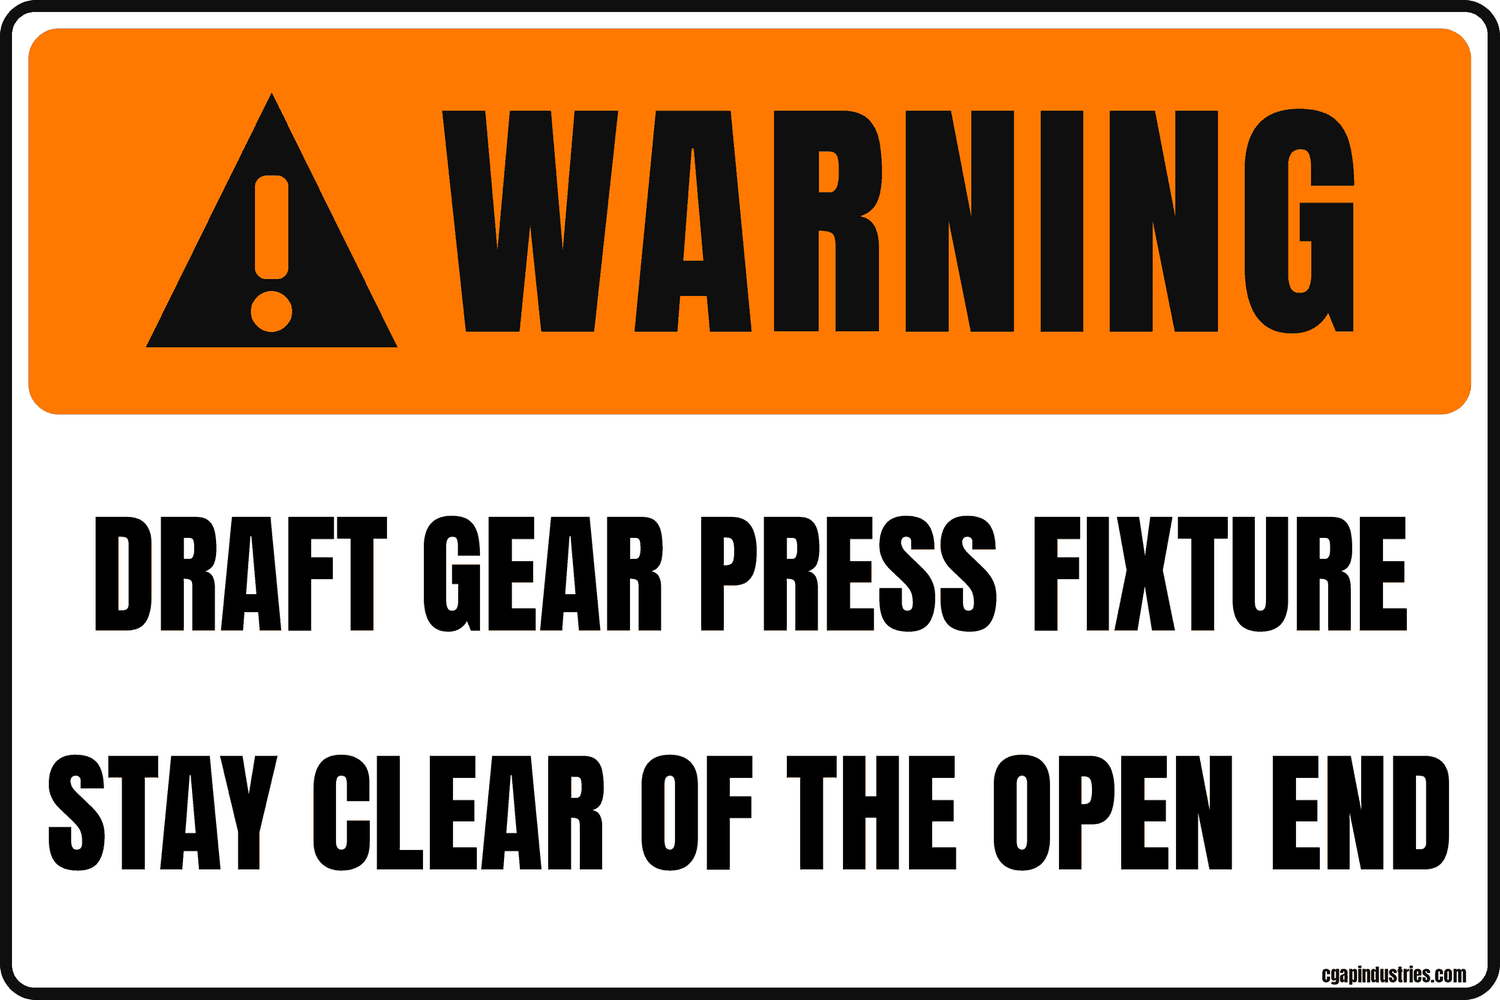 WARNING
DRAFT GEAR PRESS FIXTURE
STAY CLEAR OF THE OPEN END
cgapindustries.com